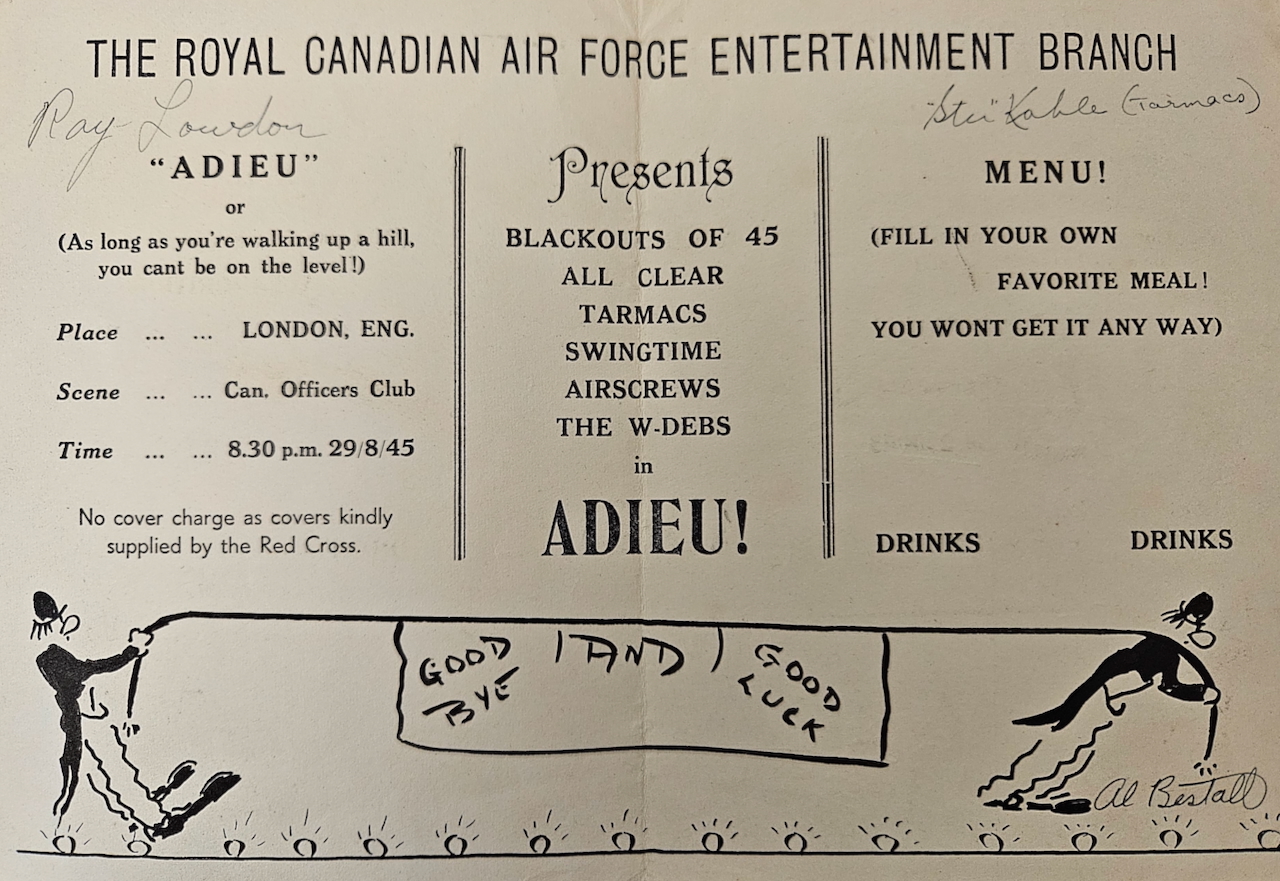 THE ROYAL CANADIAN AIR FORCE ENTERTAINMENT BRANCH
Ray Lowdon
"Stu" Kahle (Tarmacs)
"ADIEU"
or
(As long as you're walking up a hill,
you cant be on the level!)
Place ... ... LONDON, ENG.
Scene ... ... Can. Officers Club
Time ... ... 8.30 p.m. 29/8/45
No cover charge as covers kindly
supplied by the Red Cross.
Presents
BLACKOUTS OF 45
ALL CLEAR
TARMACS
SWINGTIME
AIRSCREWS
THE W-DEBS
in
ADIEU!
MENU!
(FILL IN YOUR OWN
FAVORITE MEAL!
YOU WONT GET IT ANY WAY)
DRINKS DRINKS
GOOD
BYE
AND
GOOD
LUCK
Al Bestall